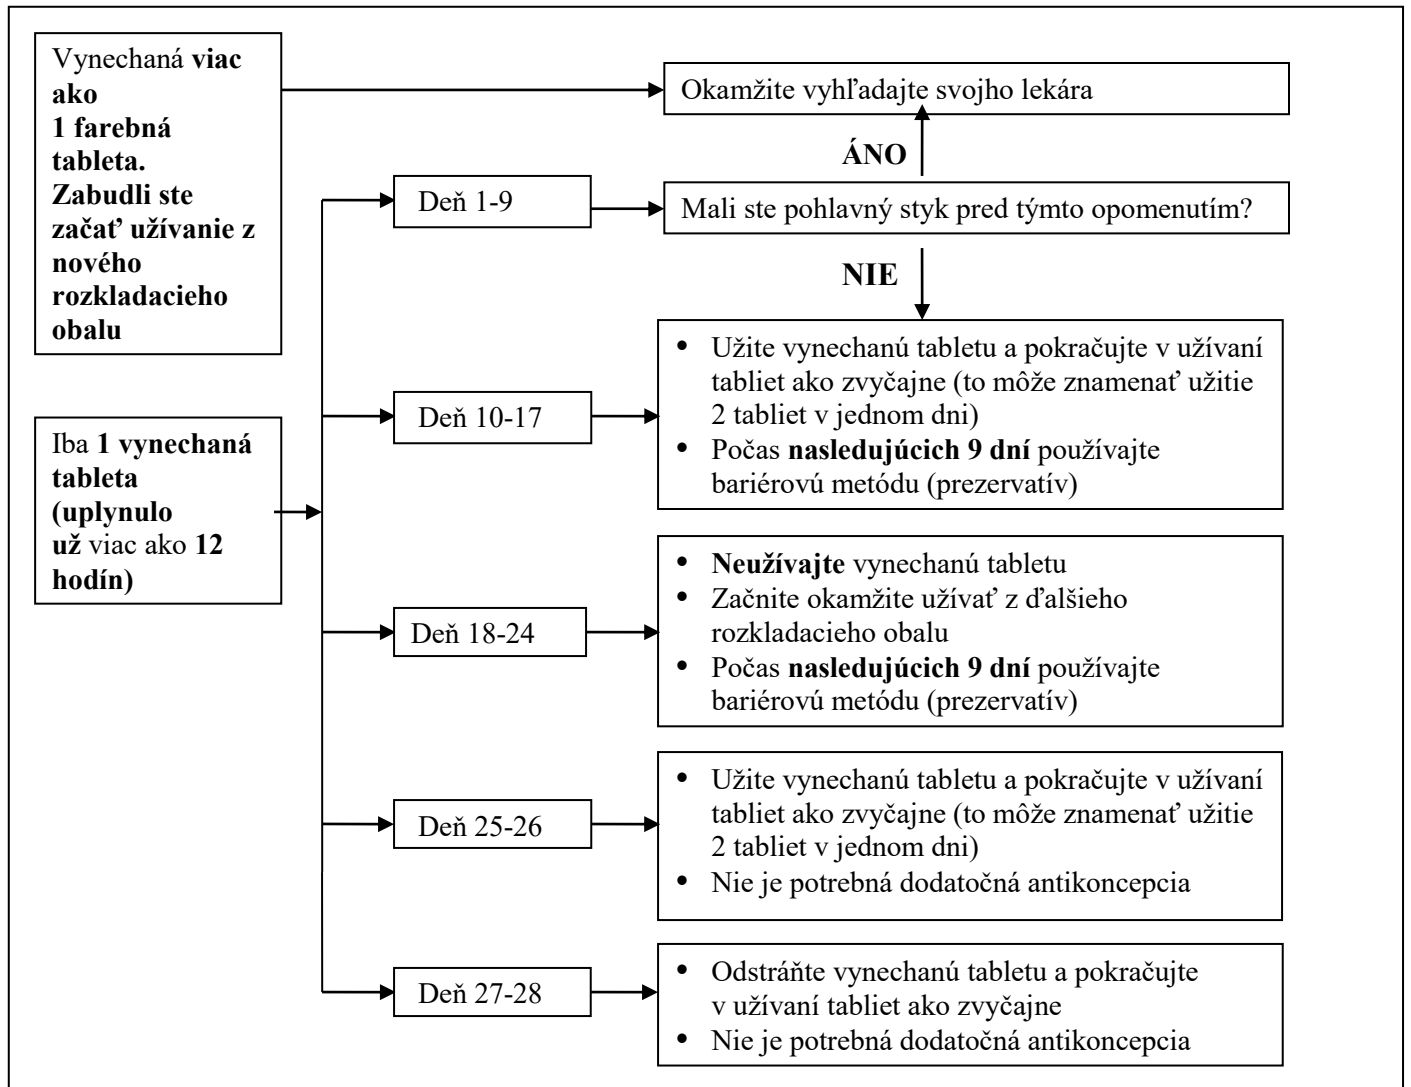 Vynechaná viac
ako
1 farebná
tableta.
Zabudli ste
začať užívanie z
nového
rozkladacieho
obalu
Okamžite vyhľadajte svojho lekára
ÁNO
Deň 1-9
Mali ste pohlavný styk pred týmto opomenutím?
NIE
Iba 1 vynechaná
tableta
(uplynulo
už viac ako 12
hodín)
Deň 10-17
• Užite vynechanú tabletu a pokračujte v užívaní
tabliet ako zvyčajne (to môže znamenať užitie
2 tabliet v jednom dni)
• Počas nasledujúcich 9 dní používajte
bariérovú metódu (prezervatív)
Deň 18-24
• Neužívajte vynechanú tabletu
• Začnite okamžite užívať z ďalšieho
rozkladacieho obalu
• Počas nasledujúcich 9 dní používajte
bariérovú metódu (prezervatív)
Deň 25-26
• Užite vynechanú tabletu a pokračujte v užívaní
tabliet ako zvyčajne (to môže znamenať užitie
2 tabliet v jednom dni)
• Nie je potrebná dodatočná antikoncepcia
Deň 27-28
• Odstráňte vynechanú tabletu a pokračujte
v užívaní tabliet ako zvyčajne
• Nie je potrebná dodatočná antikoncepcia